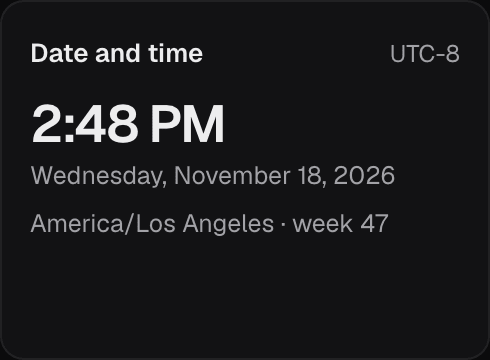 Date and time UTC-8
2:48 PM
Wednesday, November 18, 2026
America/Los Angeles · week 47